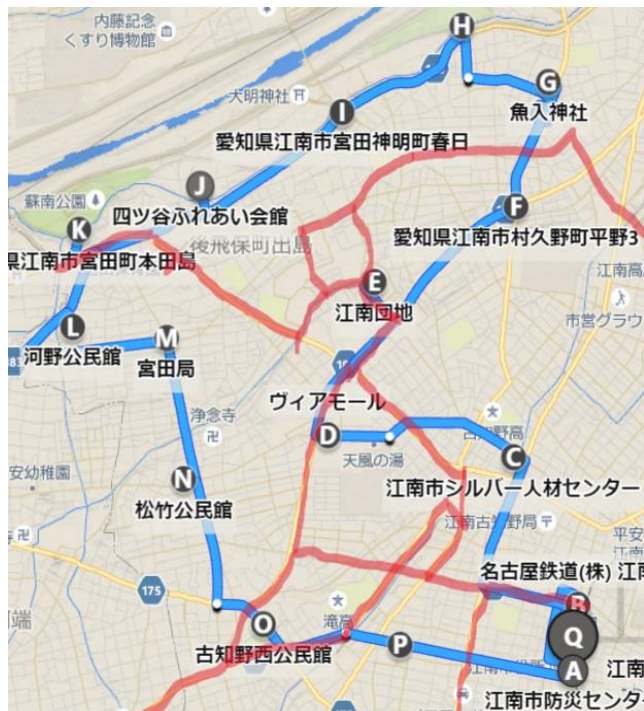 内藤記念
くすり博物館
H
大明神社
G
魚入神社
I
愛知県江南市宮田神明町春日
J
蘇南公園
四ツ谷ふれあい会館
F
K
後飛保町出島
愛知県江南市村久野町平野3
県江南市宮田町本田島
E
江南高
江南団地
市営グラウ
L
M
河野公民館
宮田局
ヴィアモール
浄念寺
古知野高
D
天風の湯
C
安幼稚園
N
江南市シルバー人材センター
松竹公民館
江南古知野局
平安
名古屋鉄道(株) 江南
175
B
滝高
O
Q
古知野西公民館
P
A
江南
江南市防災センター